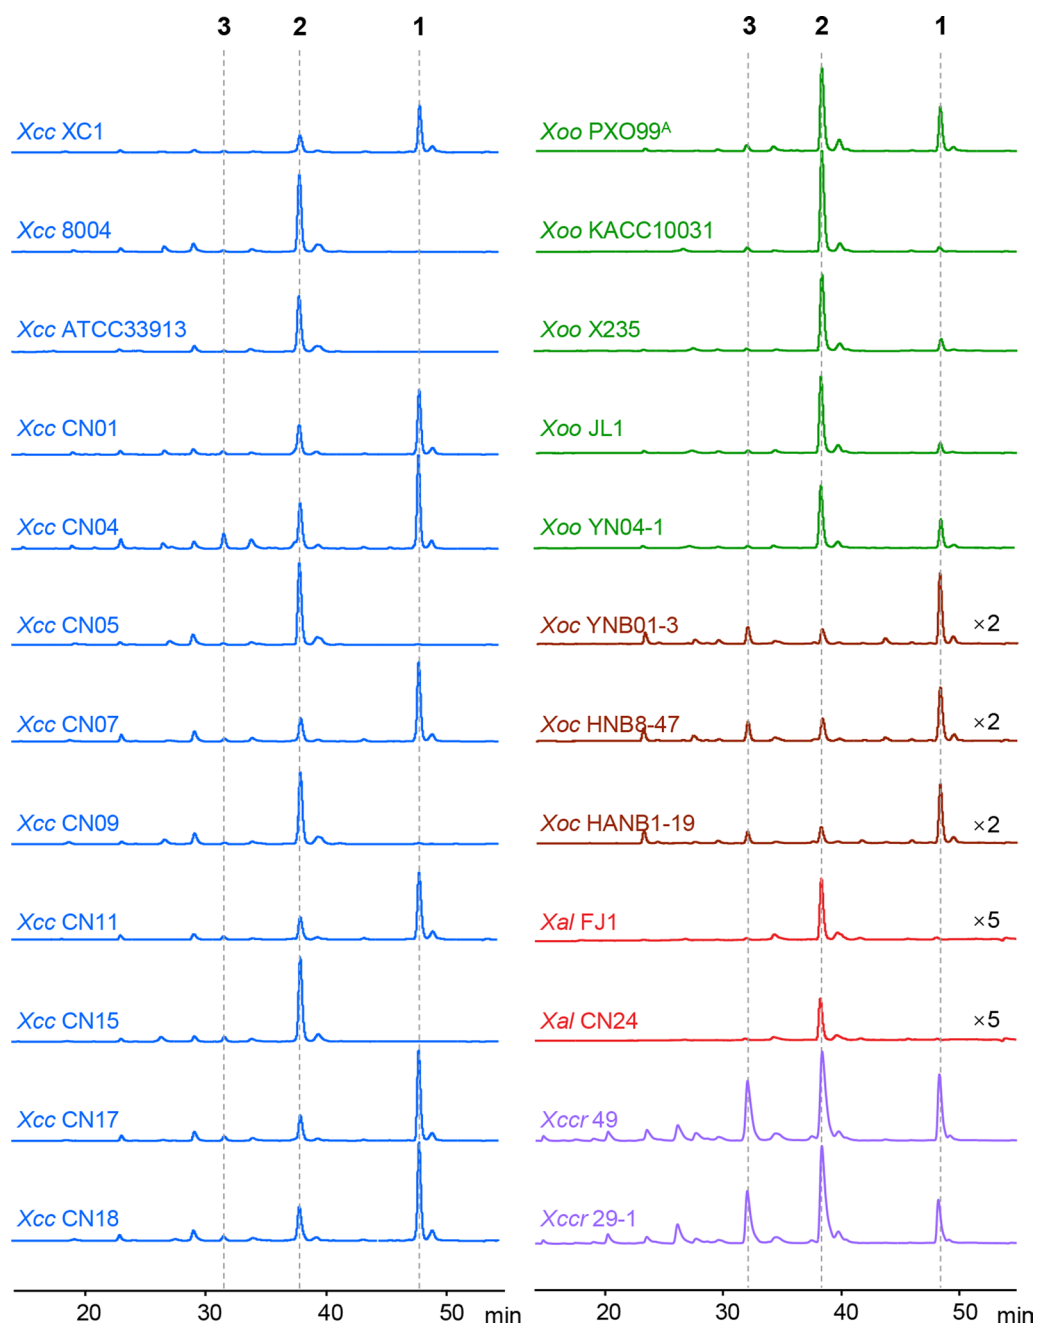 3 2 1
Xcc XC1
Xcc 8004
Xcc ATCC33913
Xcc CN01
Xcc CN04
Xcc CN05
Xcc CN07
Xcc CN09
Xcc CN11
Xcc CN15
Xcc CN17
Xcc CN18
20 30 40 50 min
3 2 1
Xoo PXO99ᴬ
Xoo KACC10031
Xoo X235
Xoo JL1
Xoo YN04-1
Xoc YNB01-3 ×2
Xoc HNB8-47 ×2
Xoc HANB1-19 ×2
Xal FJ1 ×5
Xal CN24 ×5
Xccr 49
Xccr 29-1
20 30 40 50 min